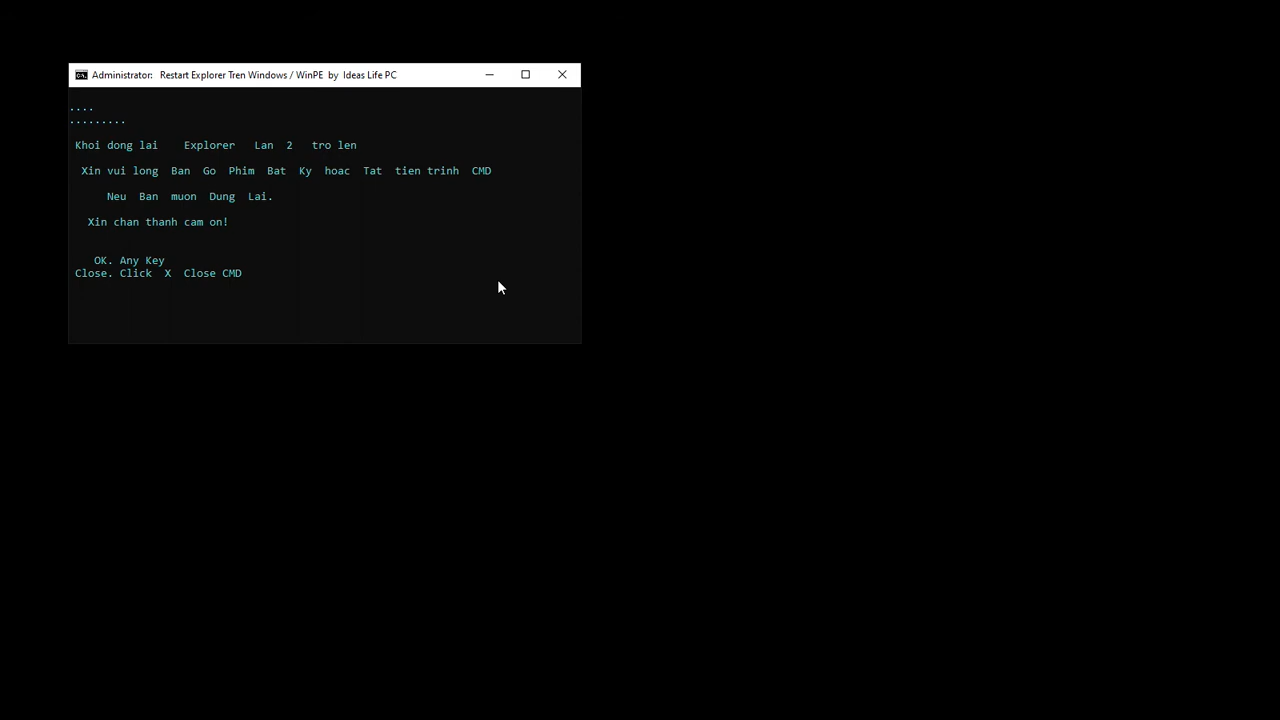 Administrator:   Restart Explorer Tren Windows / WinPE  by  Ideas Life PC
....
.........
Khoi dong lai    Explorer   Lan  2   tro len
Xin vui long  Ban  Go  Phim  Bat  Ky  hoac  Tat  tien trinh  CMD
Neu  Ban  muon  Dung  Lai.
Xin chan thanh cam on!
OK. Any Key
Close. Click  X  Close CMD